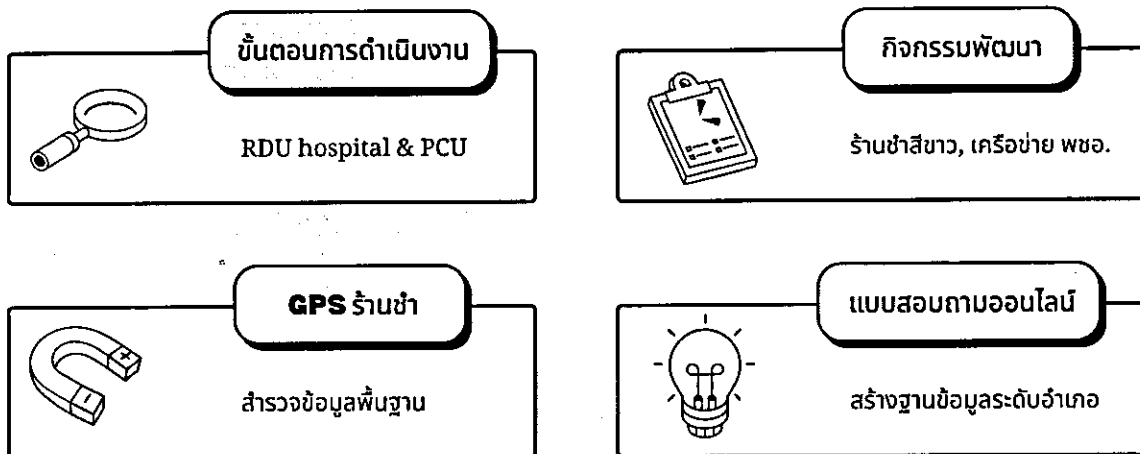 ขั้นตอนการดำเนินงาน
RDU hospital & PCU
กิจกรรมพัฒนา
ร้านชำสีขาว, เครือข่าย พชอ.
GPS ร้านชำ
สำรวจข้อมูลพื้นฐาน
แบบสอบถามออนไลน์
สร้างฐานข้อมูลระดับอำเภอ